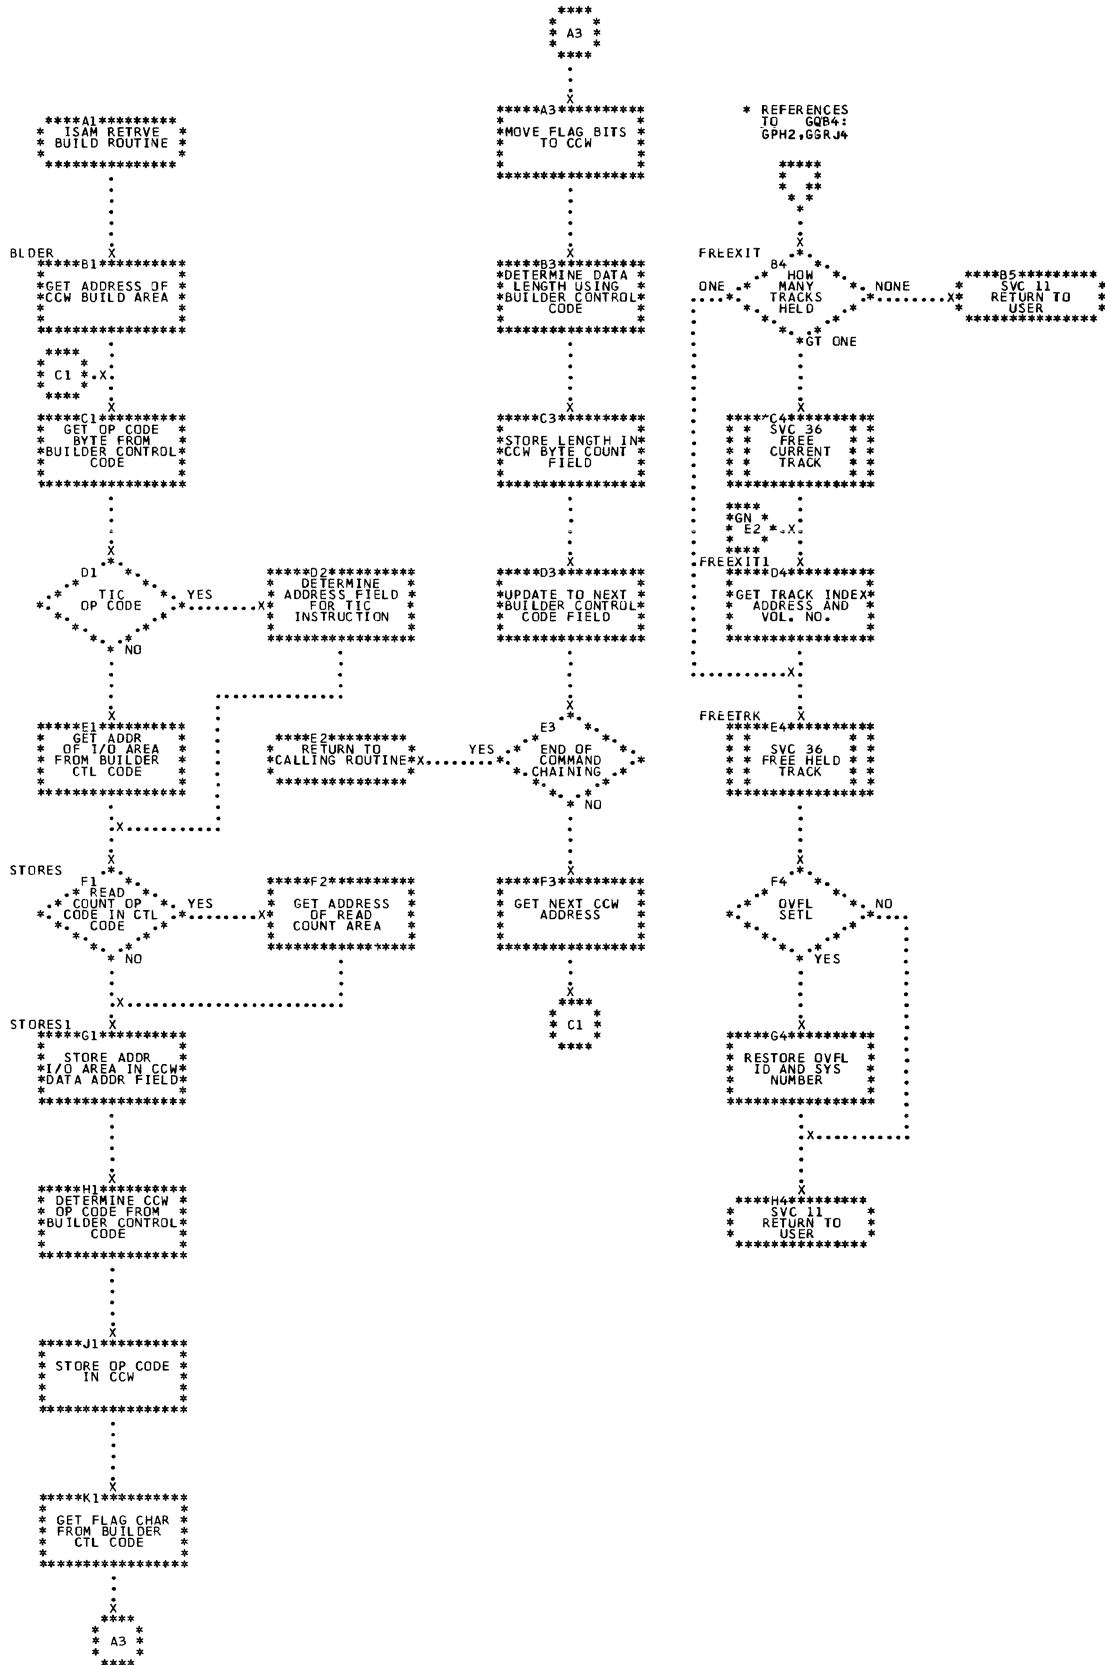 A1
ISAM RETRVE
BUILD ROUTINE
BLDER
B1
GET ADDRESS OF
CCW BUILD AREA
C1
C1
GET OP CODE
BYTE FROM
BUILDER CONTROL
CODE
D1
TIC
OP CODE
YES
NO
D2
DETERMINE
ADDRESS FIELD
FOR TIC
INSTRUCTION
E1
GET ADDR
OF I/O AREA
FROM BUILDER
CTL CODE
STORES
F1
READ
COUNT OP
CODE IN CTL
CODE
YES
NO
F2
GET ADDRESS
OF READ
COUNT AREA
STORES1
G1
STORE ADDR
I/O AREA IN CCW
DATA ADDR FIELD
H1
DETERMINE CCW
OP CODE FROM
BUILDER CONTROL
CODE
J1
STORE OP CODE
IN CCW
K1
GET FLAG CHAR
FROM BUILDER
CTL CODE
A3
A3
A3
MOVE FLAG BITS
TO CCW
B3
DETERMINE DATA
LENGTH USING
BUILDER CONTROL
CODE
C3
STORE LENGTH IN
CCW BYTE COUNT
FIELD
D3
UPDATE TO NEXT
BUILDER CONTROL
CODE FIELD
E3
END OF
COMMAND
CHAINING
YES
NO
E2
RETURN TO
CALLING ROUTINE
F3
GET NEXT CCW
ADDRESS
C1
* REFERENCES
TO GQB4:
GPH2,GGRJ4
FREEXIT
B4
HOW
MANY
TRACKS
HELD
ONE
NONE
GT ONE
B5
SVC 11
RETURN TO
USER
C4
SVC 36
FREE
CURRENT
TRACK
GN
E2
FREEXIT1
D4
GET TRACK INDEX
ADDRESS AND
VOL. NO.
FREETRK
E4
SVC 36
FREE HELD
TRACK
F4
OVFL
SETL
NO
YES
G4
RESTORE OVFL
ID AND SYS
NUMBER
H4
SVC 11
RETURN TO
USER